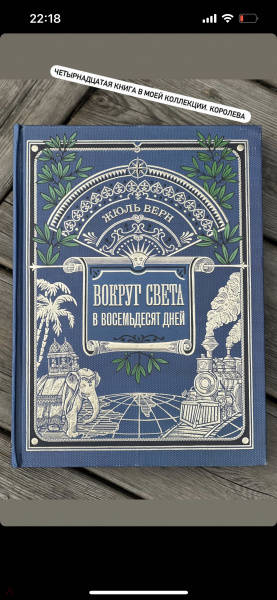 22:18
ЧЕТЫРНАДЦАТАЯ КНИГА В МОЕЙ КОЛЛЕКЦИИ. КОРОЛЕВА
ЖЮЛЬ ВЕРН
ВОКРУГ СВЕТА
В ВОСЕМЬДЕСЯТ ДНЕЙ